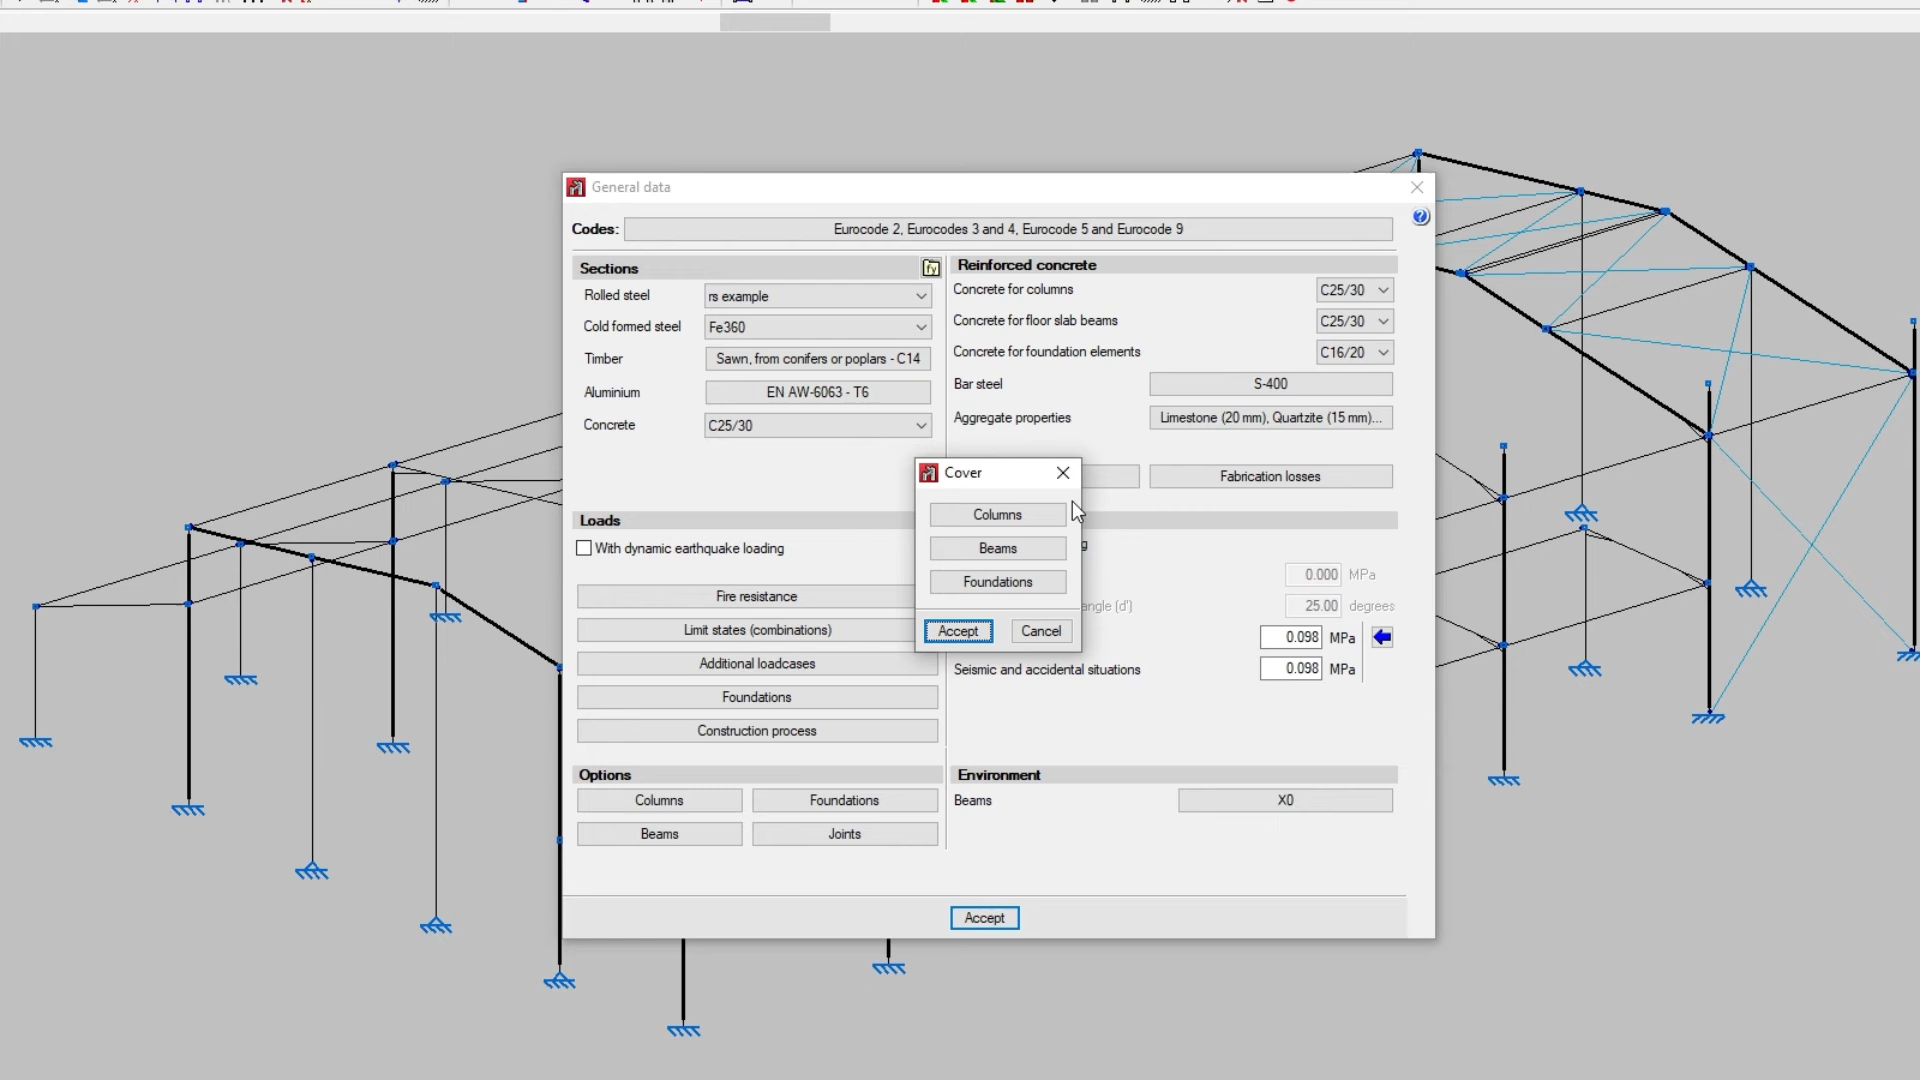 General data
Codes: Eurocode 2, Eurocodes 3 and 4, Eurocode 5 and Eurocode 9
Sections
fy
Rolled steel rs example
Cold formed steel Fe360
Timber Sawn, from conifers or poplars - C14
Aluminium EN AW-6063 - T6
Concrete C25/30
Reinforced concrete
Concrete for columns C25/30
Concrete for floor slab beams C25/30
Concrete for foundation elements C16/20
Bar steel S-400
Aggregate properties Limestone (20 mm), Quartzite (15 mm)...
Fabrication losses
Cover
Columns
Beams
Foundations
Accept Cancel
Loads
With dynamic earthquake loading
Fire resistance
Limit states (combinations)
Additional loadcases
Foundations
Construction process
g
0.000 MPa
angle (d') 25.00 degrees
0.098 MPa
Seismic and accidental situations 0.098 MPa
Options
Columns Foundations
Beams Joints
Environment
Beams X0
Accept